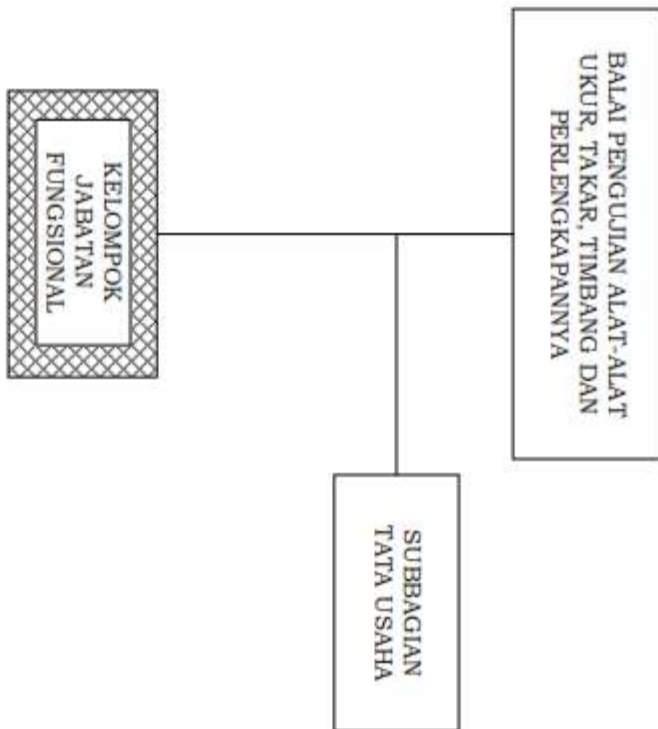 BALAI PENGUJIAN ALAT-ALAT
UKUR, TAKAR, TIMBANG DAN
PERLENGKAPANNYA
SUBBAGIAN
TATA USAHA
KELOMPOK
JABATAN
FUNGSIONAL